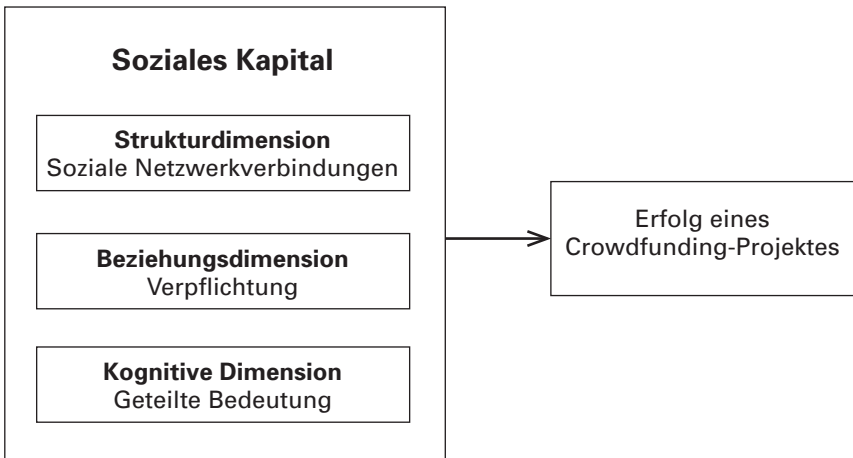 Soziales Kapital
Strukturdimension
Soziale Netzwerkverbindungen
Beziehungsdimension
Verpflichtung
Kognitive Dimension
Geteilte Bedeutung
Erfolg eines
Crowdfunding-Projektes